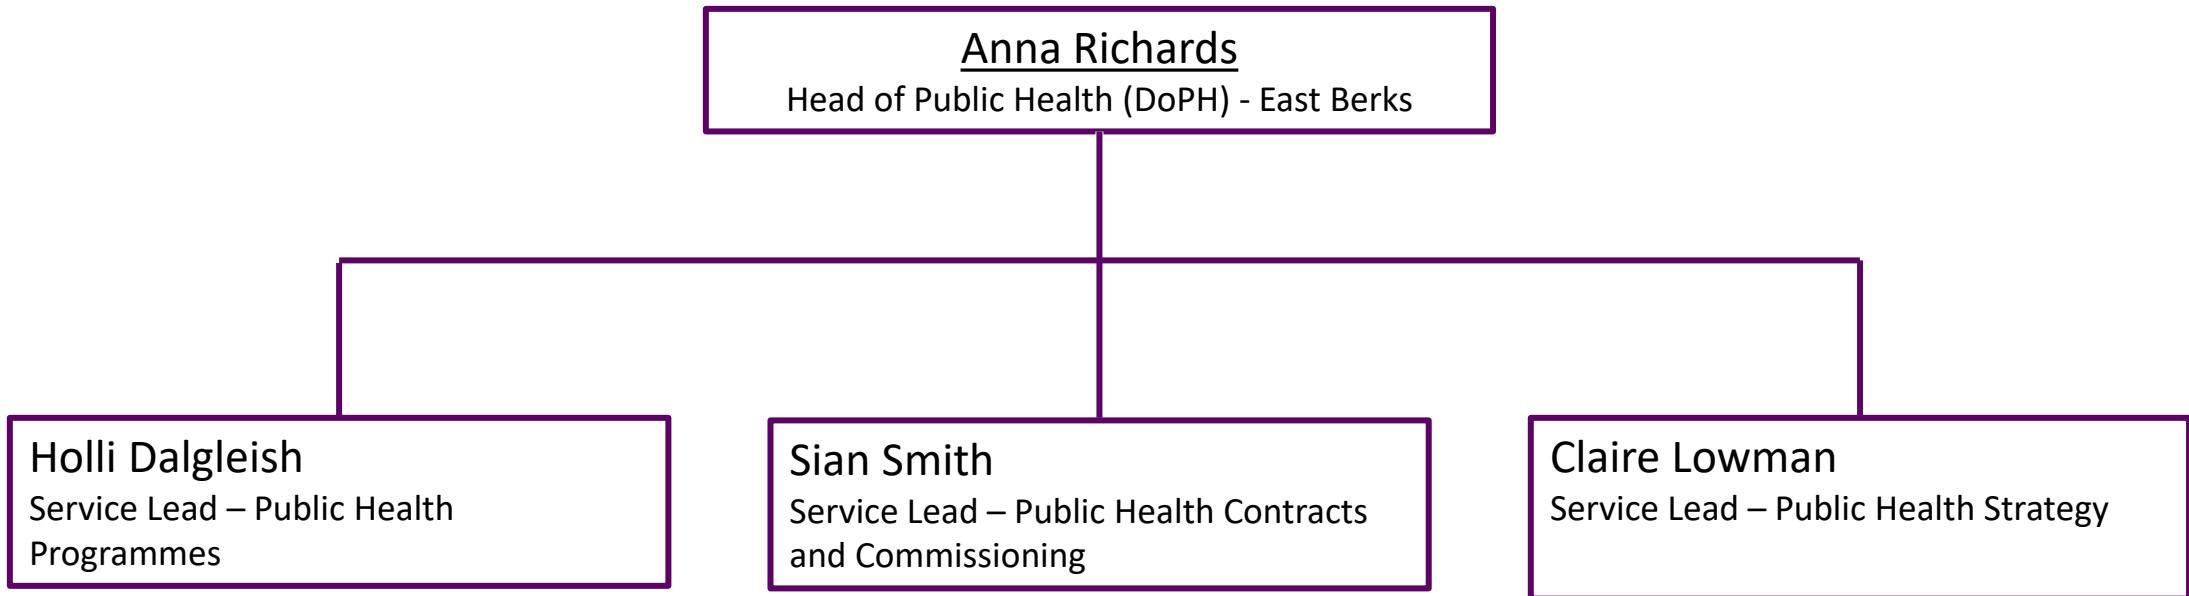 Anna Richards
Head of Public Health (DoPH) - East Berks
Holli Dalgleish
Service Lead – Public Health
Programmes
Sian Smith
Service Lead – Public Health Contracts
and Commissioning
Claire Lowman
Service Lead – Public Health Strategy